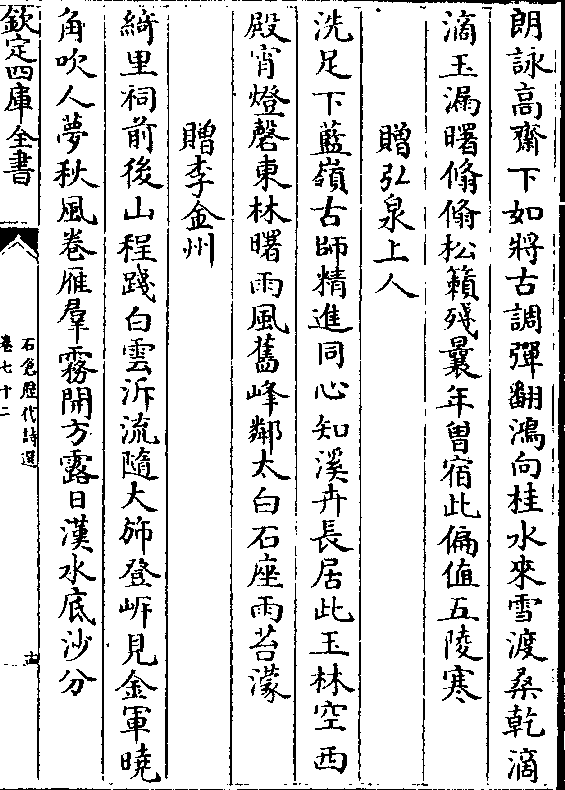 朗詠高齋下如將古調彈翻鴻向桂水來雪渡桑乾滴
滴玉漏曙翛翛松籟殘曩年曽宿此偏值五陵寒
贈弘泉上人
洗足下藍嶺古師精進同心知溪卉長居此玉林空西
殿宵燈磬東林曙雨風舊峰鄰太白石座雨苔濛
贈李金州
綺里祠前後山程踐白雲泝流隨大斾登岍見金軍曉
角吹人夢秋風卷雁羣霧開方露日漢水底沙分
欽定四庫全書
石倉歷代詩選
卷七十二